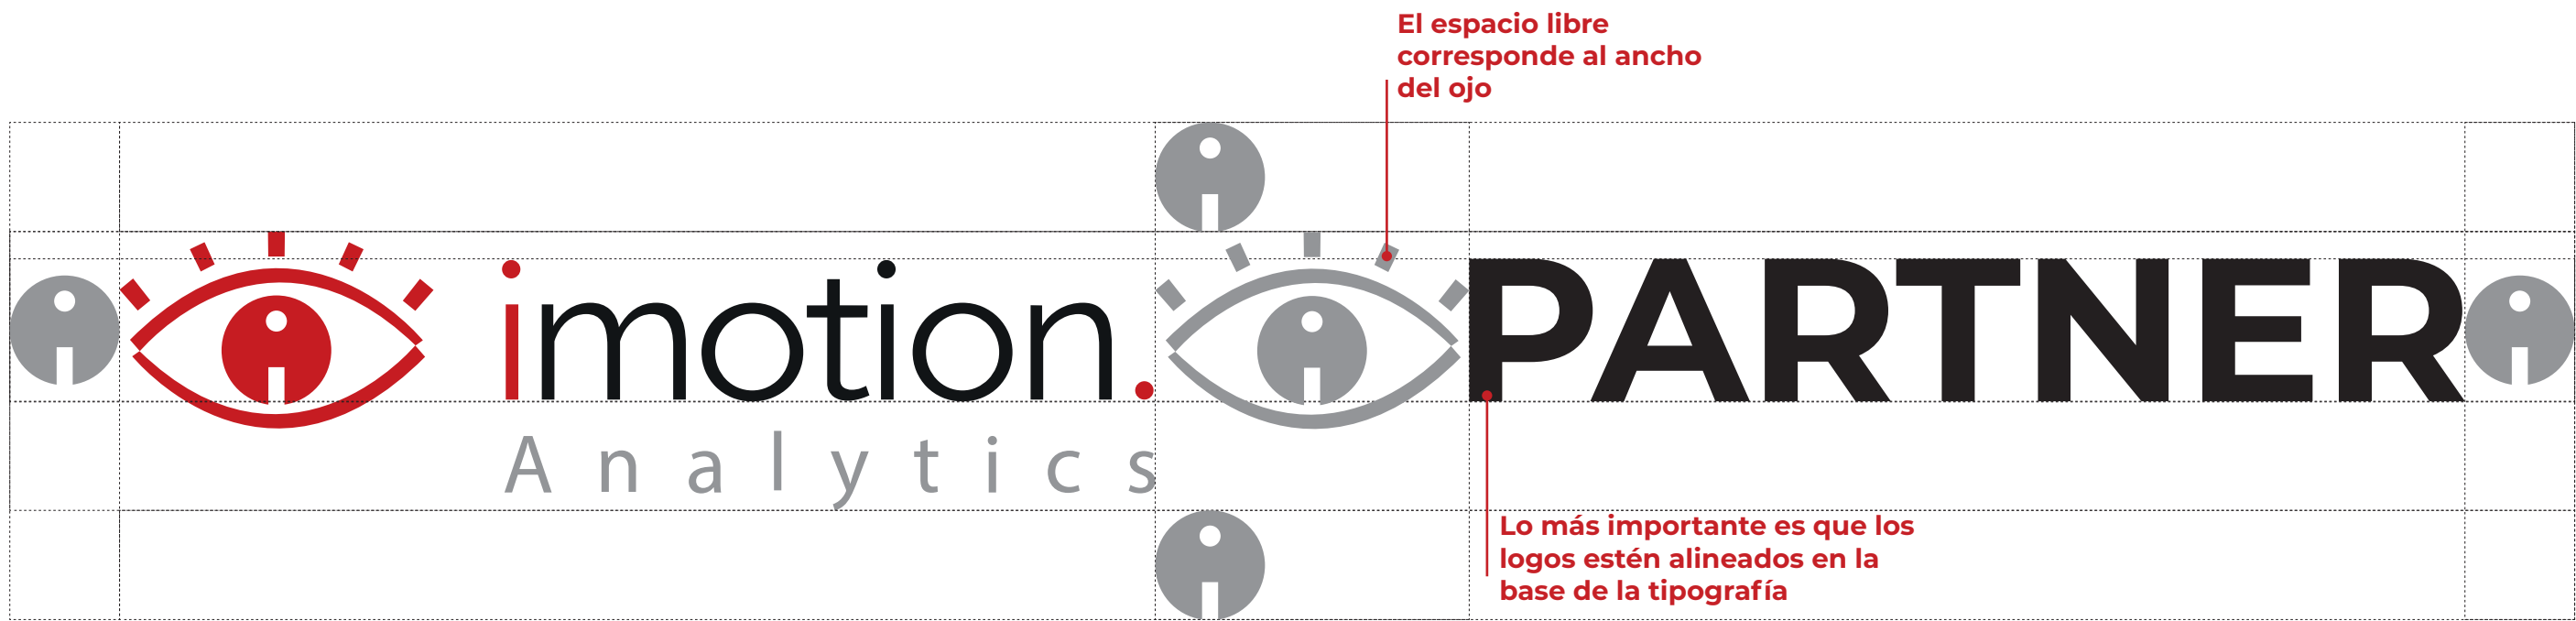 El espacio libre
corresponde al ancho
del ojo
imotion.
PARTNER
Analytics
Lo más importante es que los
logos estén alineados en la
base de la tipografía